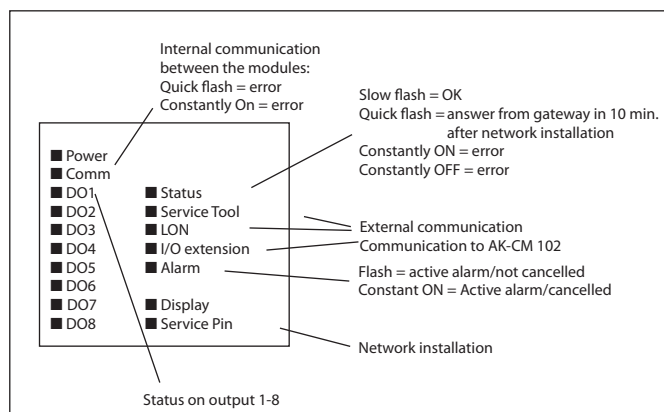 Internal communication
between the modules:
Quick flash = error
Constantly On = error
Slow flash = OK
Quick flash = answer from gateway in 10 min.
after network installation
Constantly ON = error
Constantly OFF = error
■ Power
■ Comm
■ DO1
■ DO2
■ DO3
■ DO4
■ DO5
■ DO6
■ DO7
■ DO8
■ Status
■ Service Tool
■ LON
■ I/O extension
■ Alarm
■ Display
■ Service Pin
External communication
Communication to AK-CM 102
Flash = active alarm/not cancelled
Constant ON = Active alarm/cancelled
Network installation
Status on output 1-8